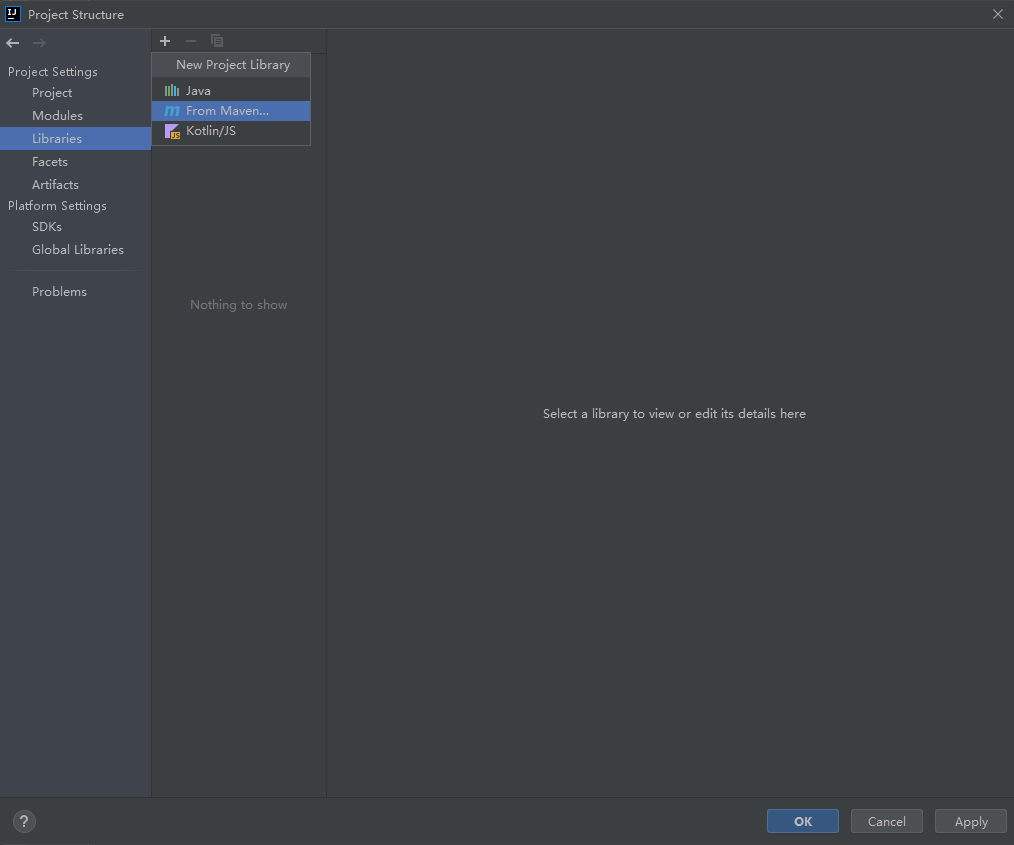 IJ Project Structure
Project Settings
Project
Modules
Libraries
Facets
Artifacts
Platform Settings
SDKs
Global Libraries
Problems
New Project Library
Java
m From Maven...
JS Kotlin/JS
Nothing to show
Select a library to view or edit its details here
? OK Cancel Apply